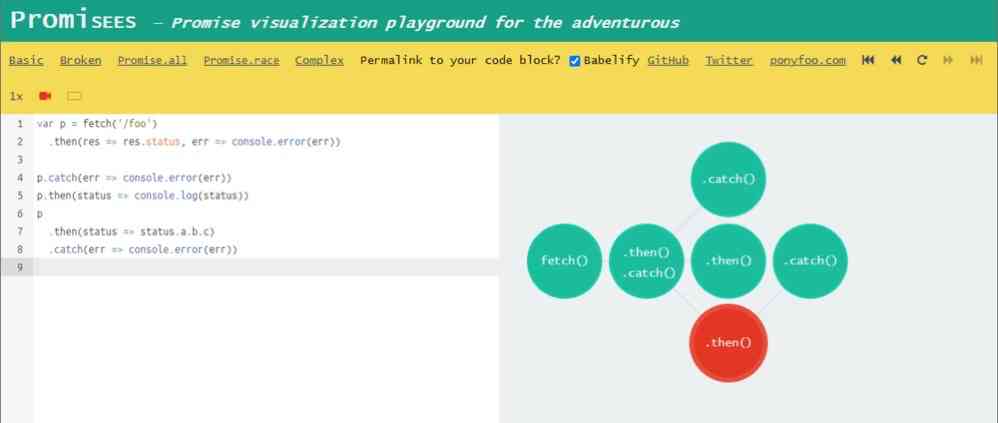 PromiSEES — Promise visualization playground for the adventurous
Basic Broken Promise.all Promise.race Complex Permalink to your code block? Babelify GitHub Twitter ponyfoo.com
1x
1 var p = fetch('/foo')
2 .then(res => res.status, err => console.error(err))
3
4 p.catch(err => console.error(err))
5 p.then(status => console.log(status))
6 p
7 .then(status => status.a.b.c)
8 .catch(err => console.error(err))
9
.catch()
fetch()
.then()
.catch()
.then()
.catch()
.then()